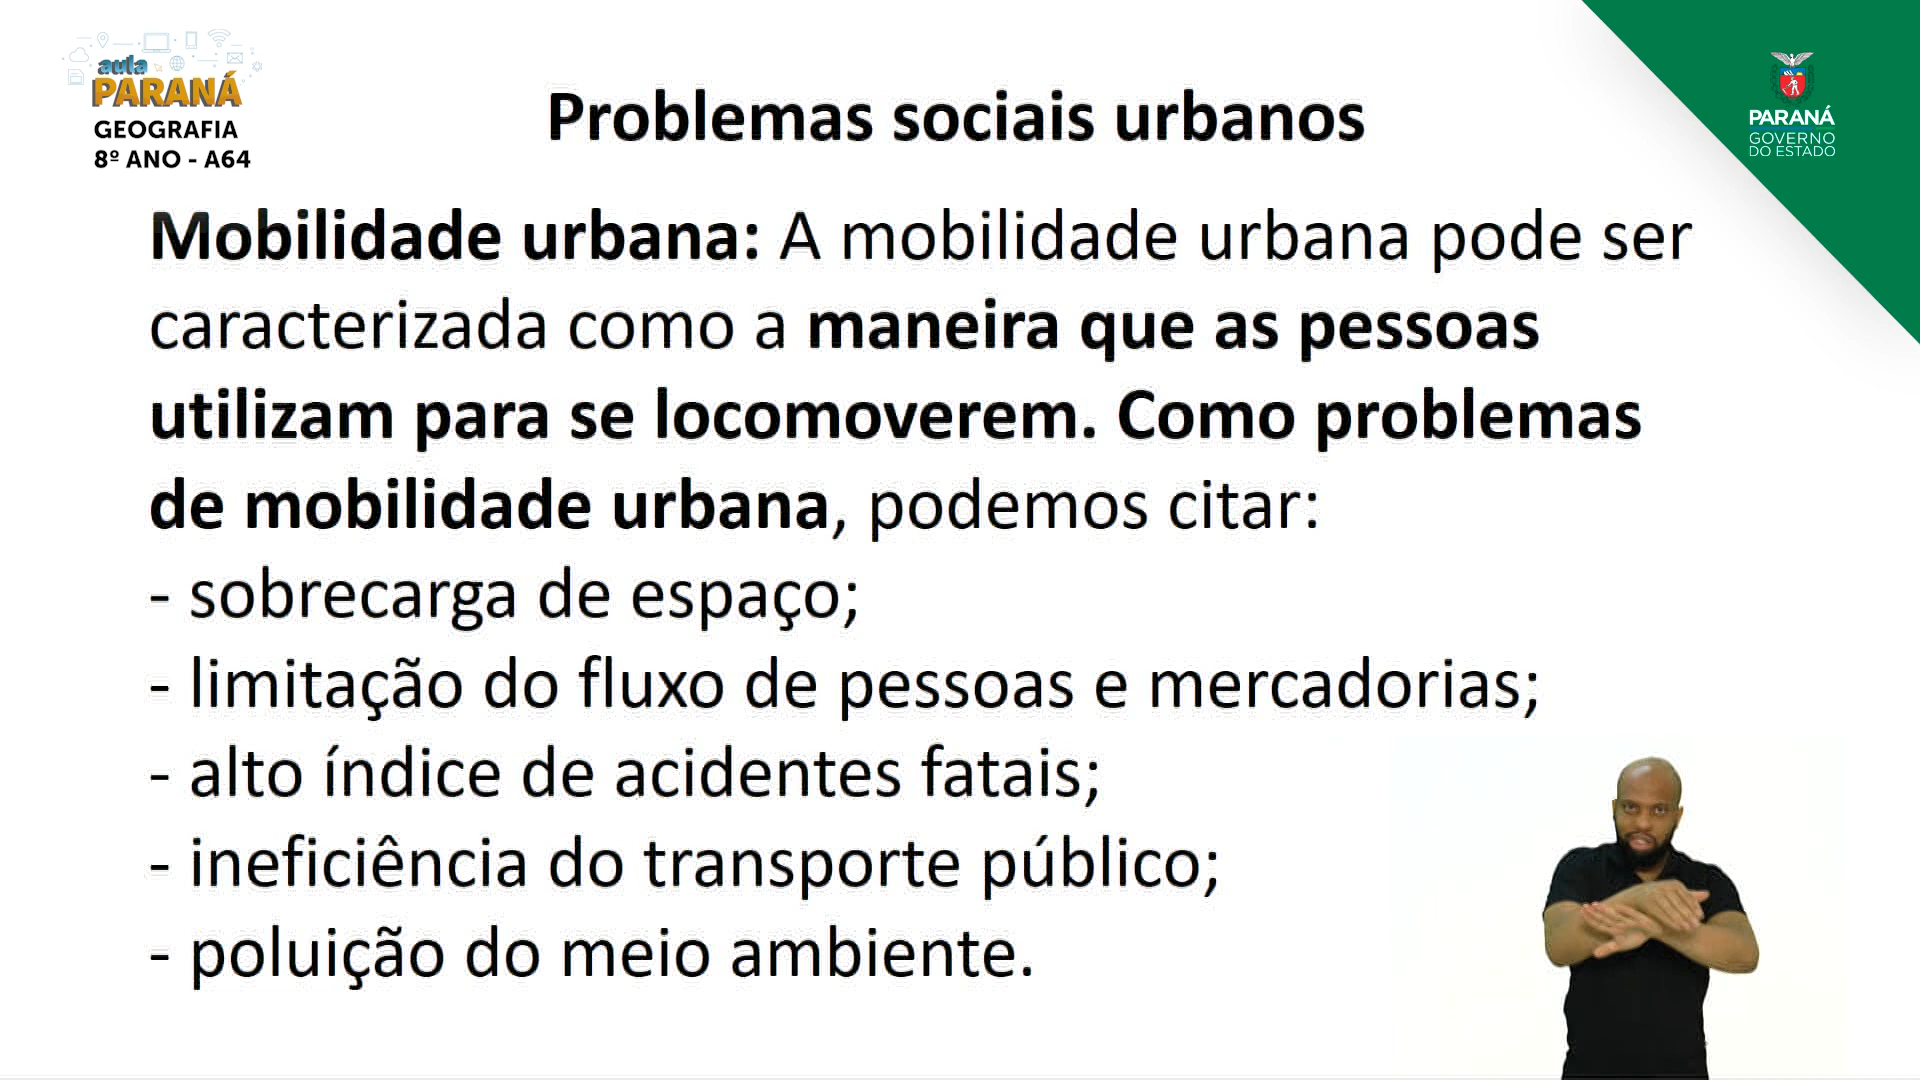 aula
PARANÁ
GEOGRAFIA
8º ANO - A64
PARANÁ
GOVERNO
DO ESTADO
Problemas sociais urbanos
Mobilidade urbana: A mobilidade urbana pode ser
caracterizada como a maneira que as pessoas
utilizam para se locomoverem. Como problemas
de mobilidade urbana, podemos citar:
- sobrecarga de espaço;
- limitação do fluxo de pessoas e mercadorias;
- alto índice de acidentes fatais;
- ineficiência do transporte público;
- poluição do meio ambiente.